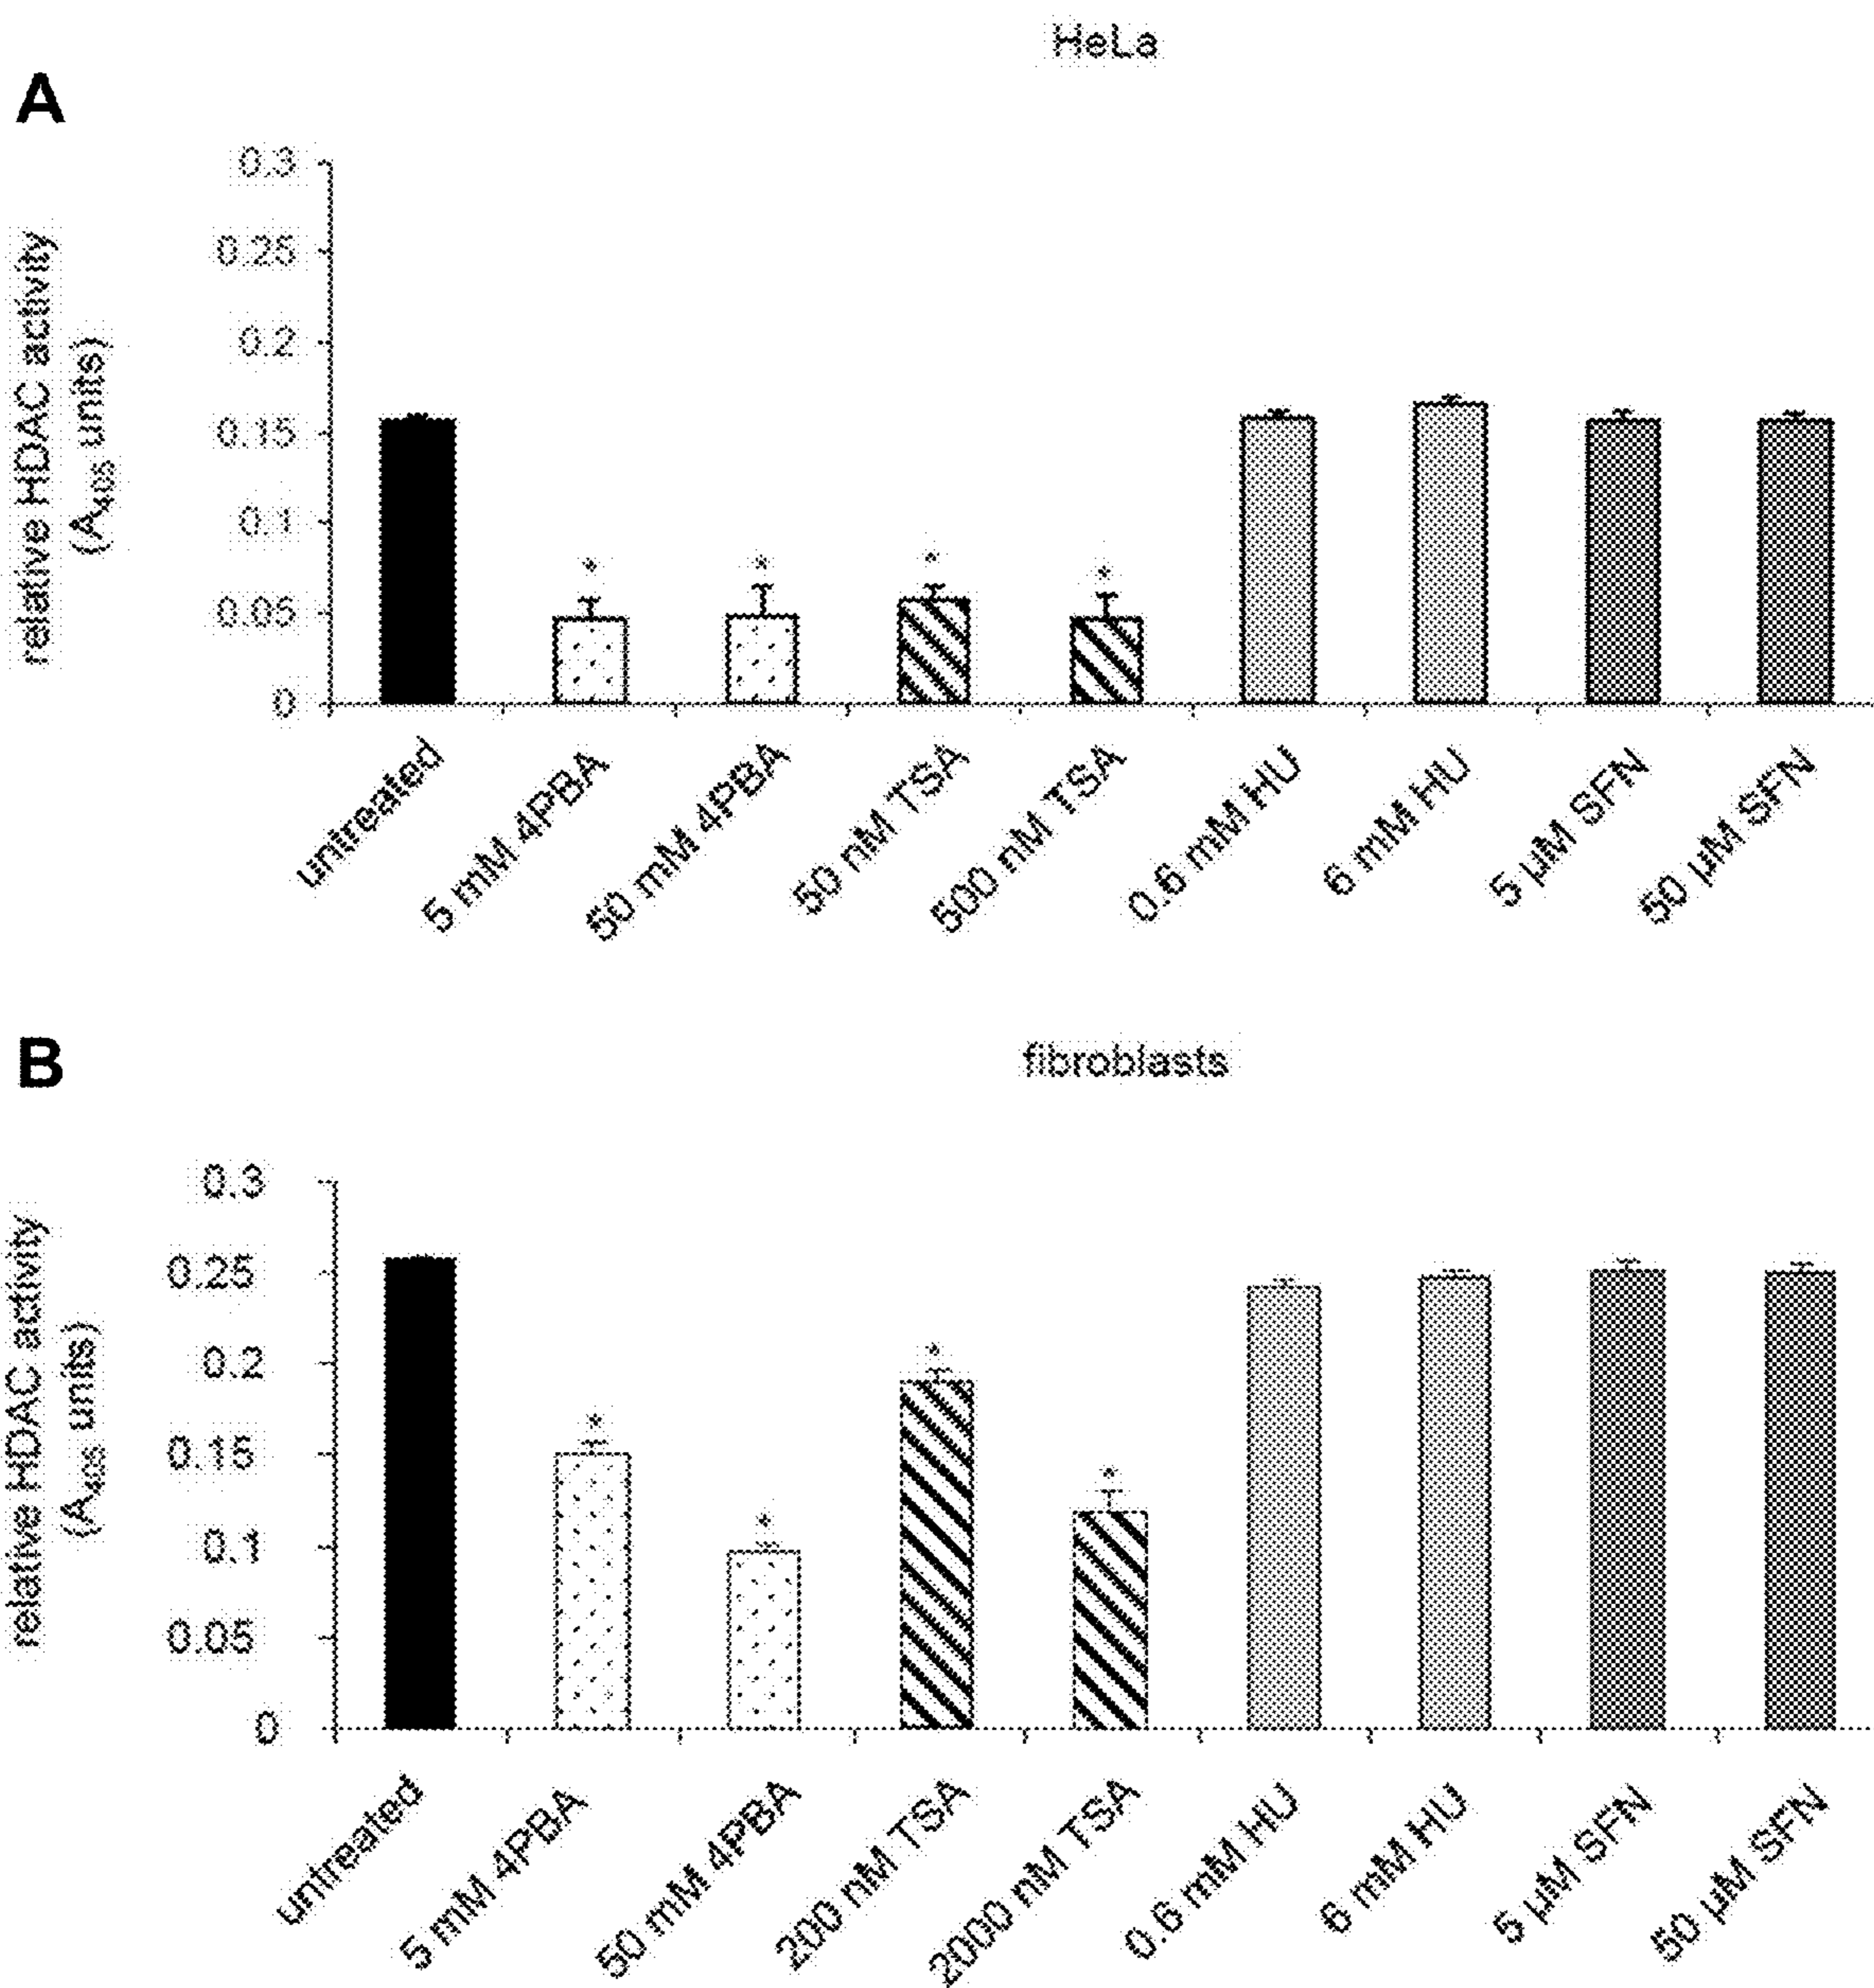 HeLa
A
relative HDAC activity
(A405 units)
0.3
0.25
0.2
0.15
0.1
0.05
0
*
*
*
*
untreated
5 mM 4PBA
50 mM 4PBA
50 nM TSA
500 nM TSA
0.6 mM HU
6 mM HU
5 µM SFN
50 µM SFN
B
fibroblasts
relative HDAC activity
(A405 units)
0.3
0.25
0.2
0.15
0.1
0.05
0
*
*
*
*
untreated
5 mM 4PBA
50 mM 4PBA
200 nM TSA
2000 nM TSA
0.6 mM HU
6 mM HU
5 µM SFN
50 µM SFN